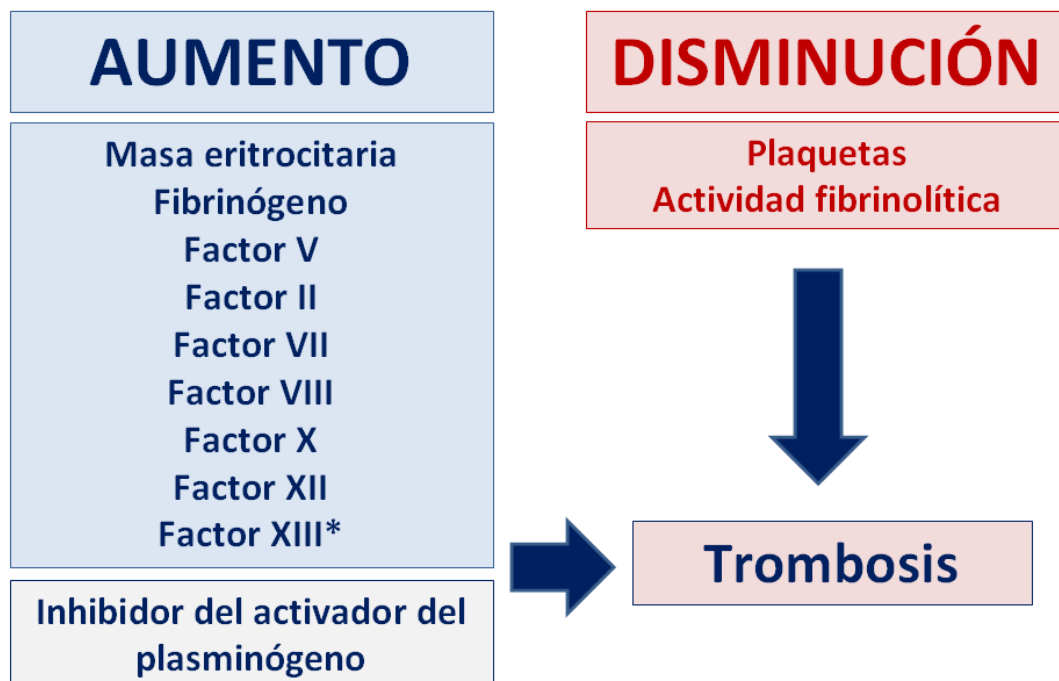 AUMENTO
Masa eritrocitaria
Fibrinógeno
Factor V
Factor II
Factor VII
Factor VIII
Factor X
Factor XII
Factor XIII*
Inhibidor del activador del
plasminógeno
DISMINUCIÓN
Plaquetas
Actividad fibrinolítica
Trombosis